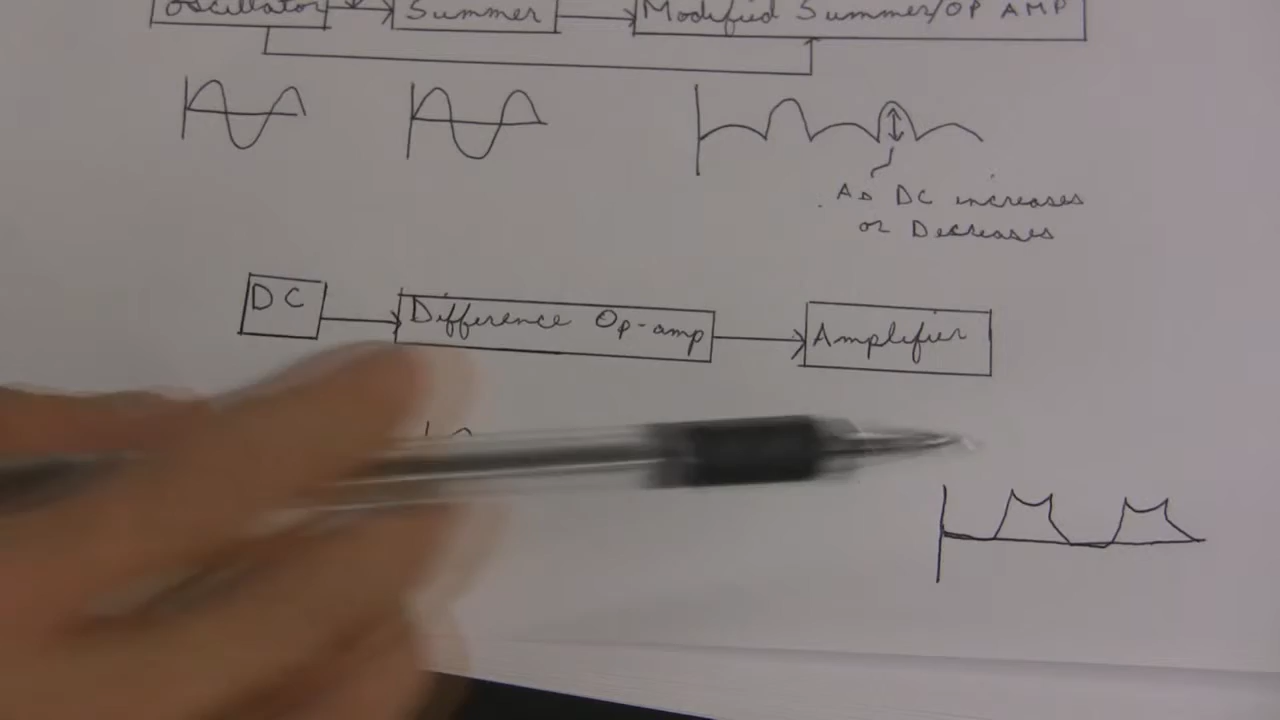 Oscillator Summer Modified Summer/OP AMP
As DC increases
or Decreases
DC Difference Op-amp Amplifier